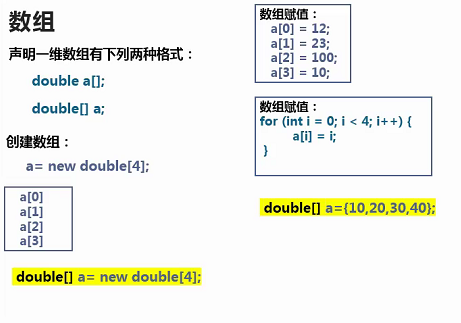 数组
声明一维数组有下列两种格式：
double a[];
double[] a;
创建数组：
a= new double[4];
a[0]
a[1]
a[2]
a[3]
double[] a= new double[4];
数组赋值：
a[0] = 12;
a[1] = 23;
a[2] = 100;
a[3] = 10;
数组赋值：
for (int i = 0; i < 4; i++) {
a[i] = i;
}
double[] a={10,20,30,40};